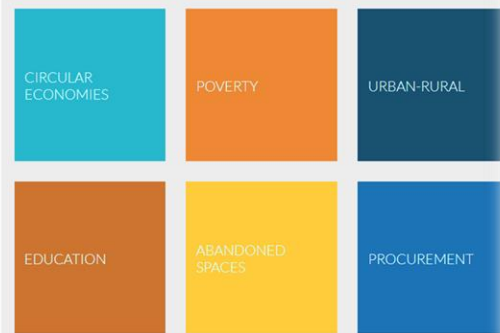 CIRCULAR
ECONOMIES
POVERTY
URBAN-RURAL
EDUCATION
ABANDONED
SPACES
PROCUREMENT